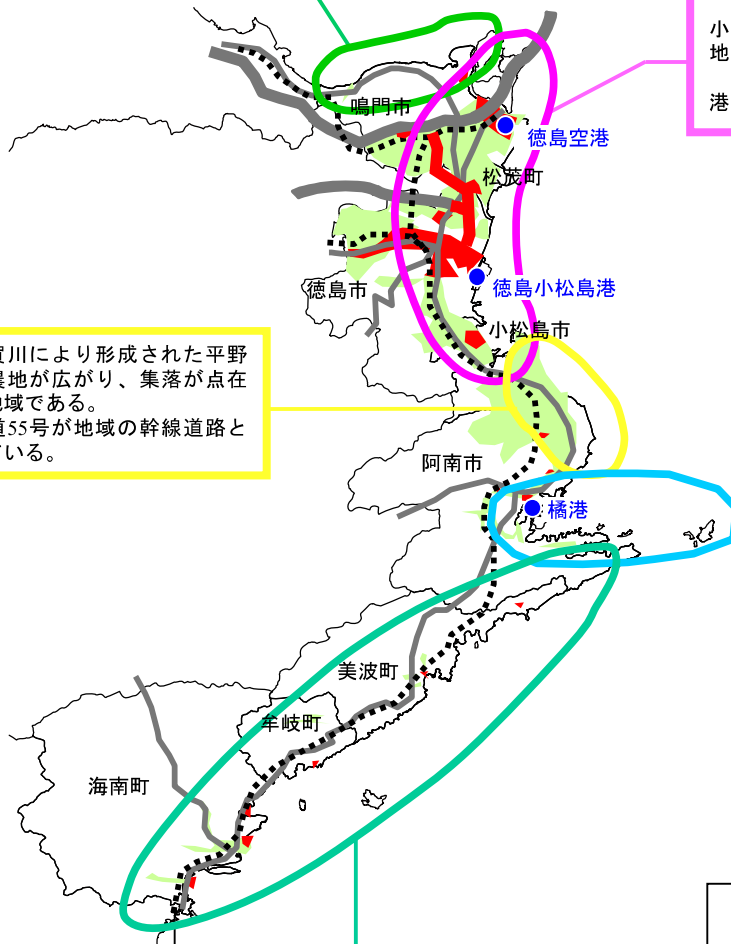 小
地
港
鳴門市
徳島空港
松茂町
徳島市
徳島小松島港
小松島市
賀川により形成された平野
農地が広がり、集落が点在
地域である。
道55号が地域の幹線道路と
ている。
阿南市
橘港
美波町
牟岐町
海南町